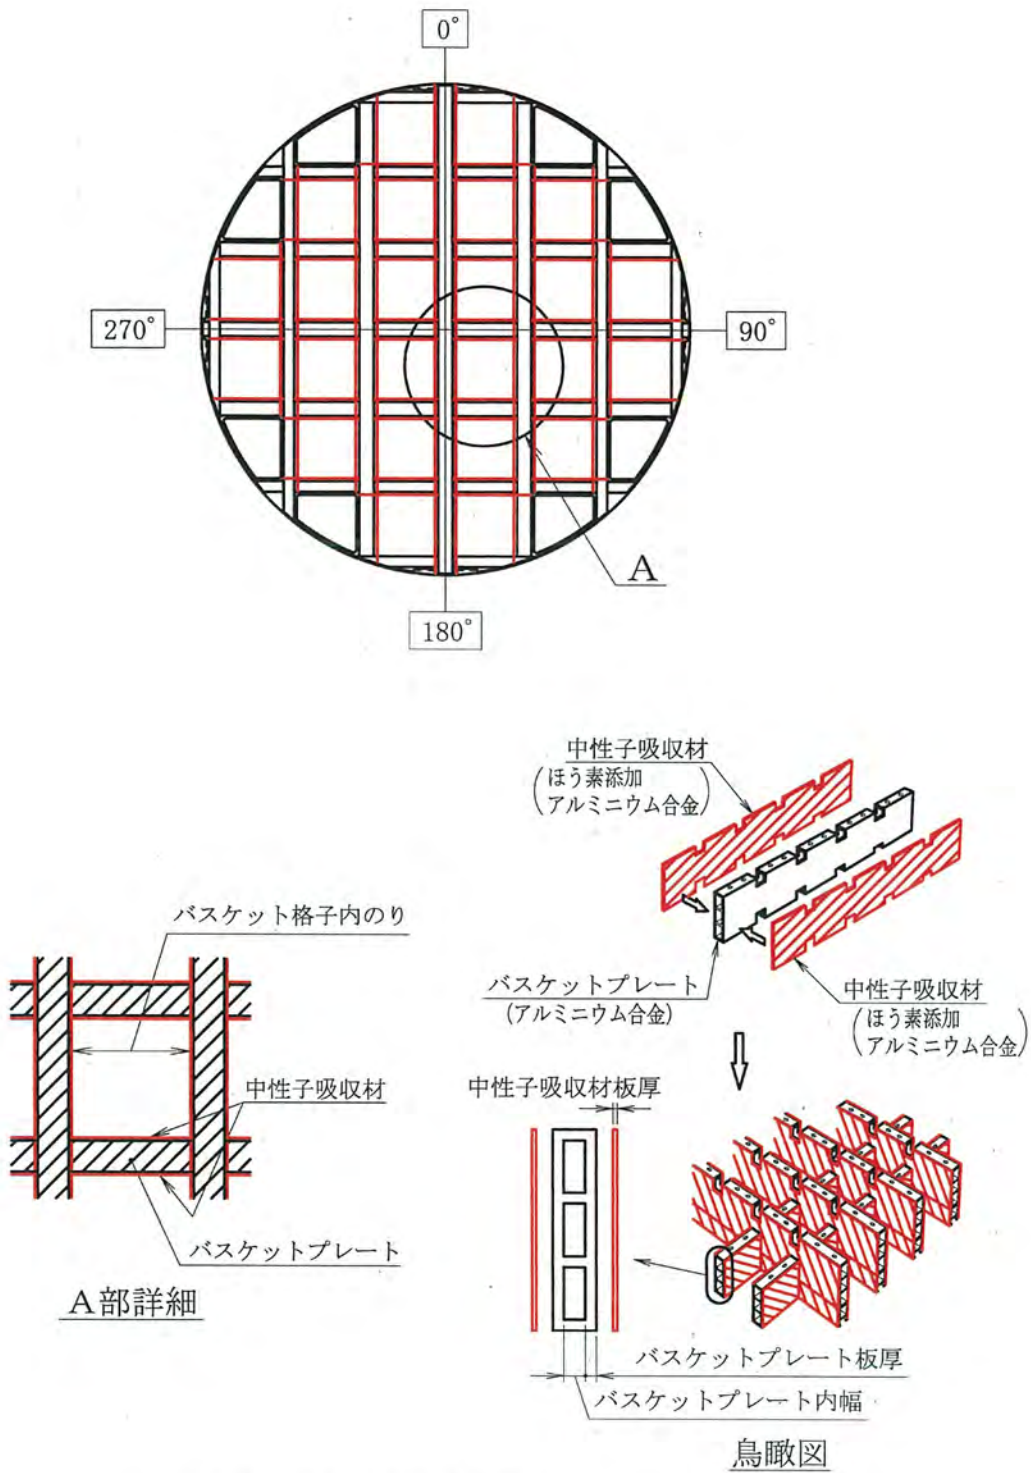 0°
270°
90°
A
180°
中性子吸収材
(ほう素添加
アルミニウム合金)
バスケット格子内のり
バスケットプレート
(アルミニウム合金)
中性子吸収材
(ほう素添加
アルミニウム合金)
中性子吸収材板厚
中性子吸収材
バスケットプレート
A部詳細
バスケットプレート板厚
バスケットプレート内幅
鳥瞰図